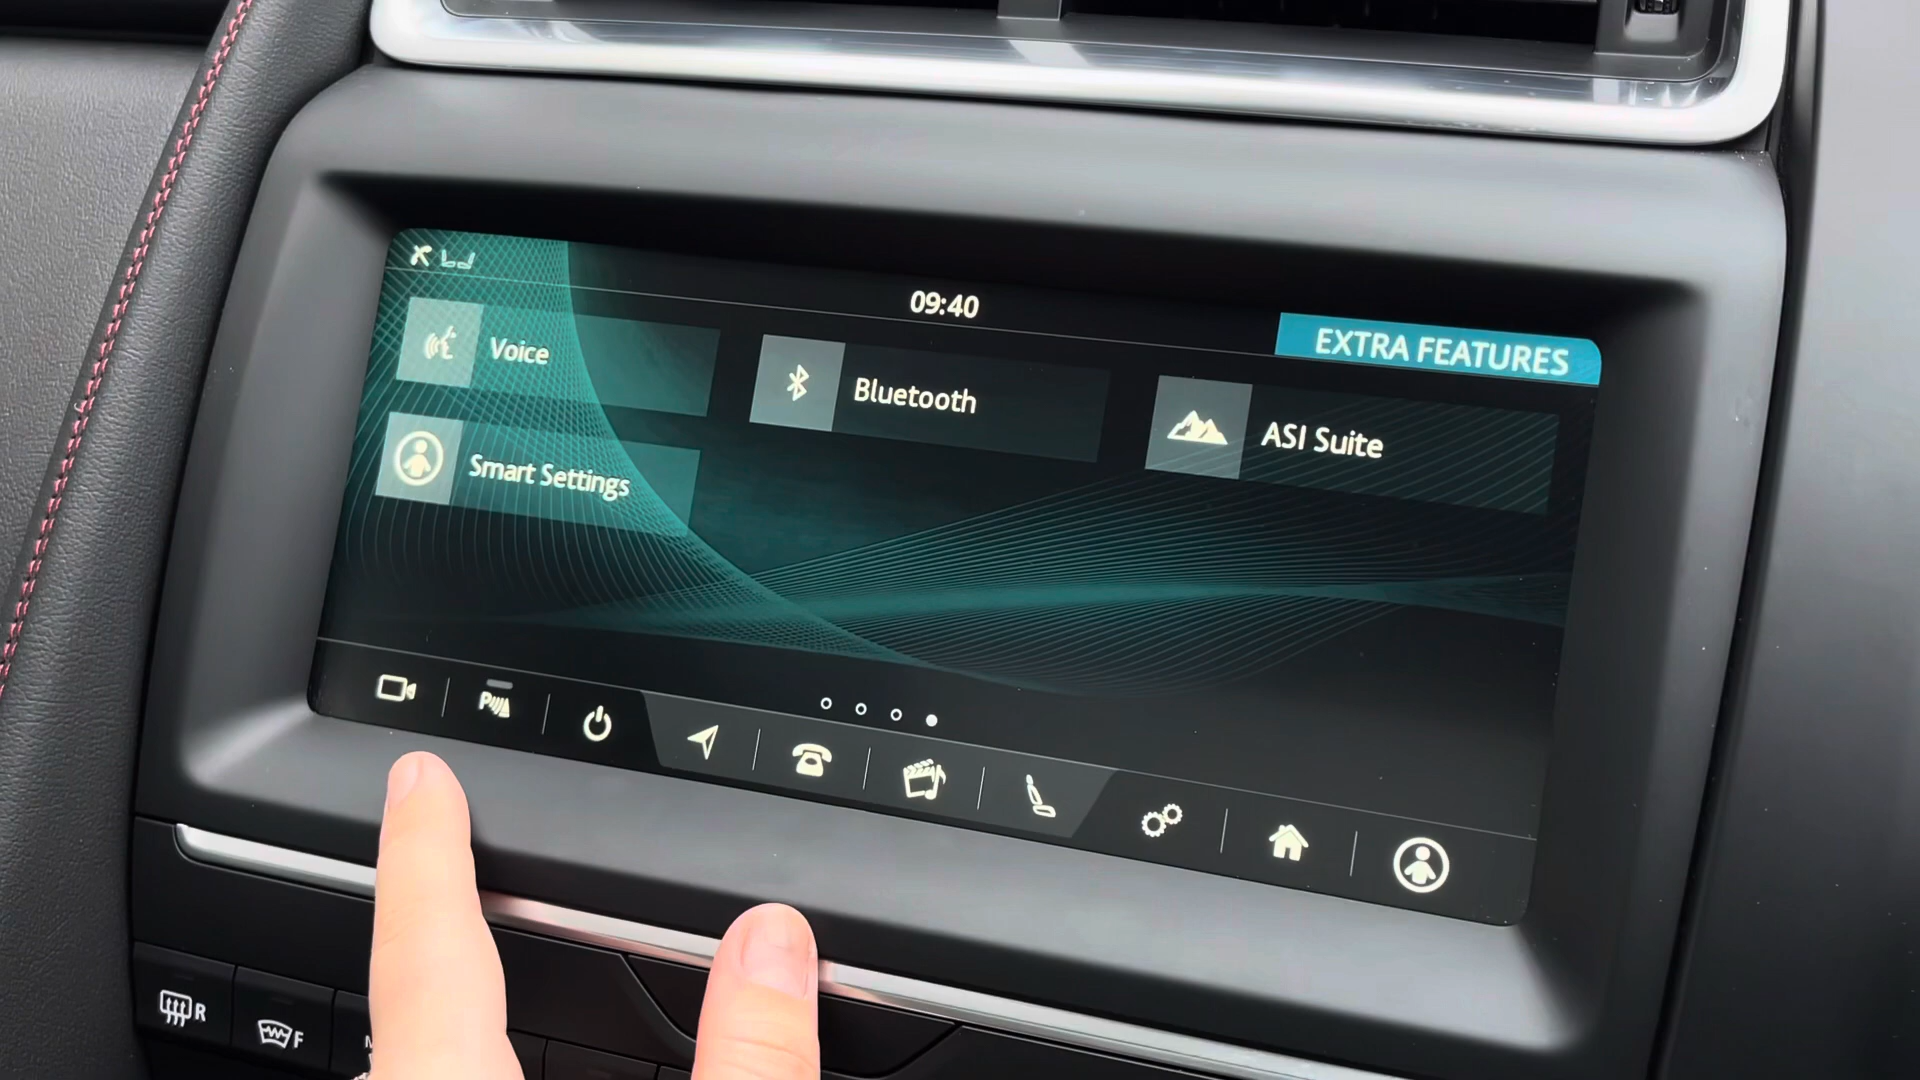 09:40
EXTRA FEATURES
Voice
Bluetooth
ASI Suite
Smart Settings
P
R
F